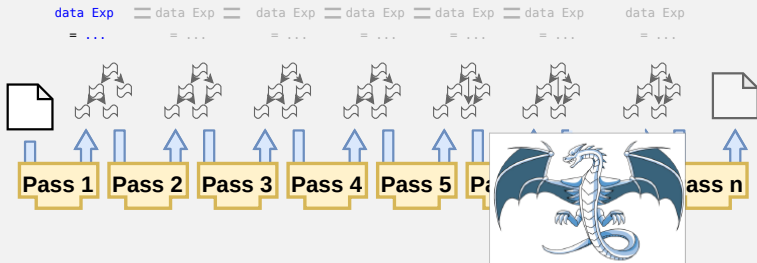 data Exp = data Exp = data Exp = data Exp = data Exp = data Exp data Exp
= ... = ... = ... = ... = ... = ... = ...
Pass 1 Pass 2 Pass 3 Pass 4 Pass 5 Pa ass n